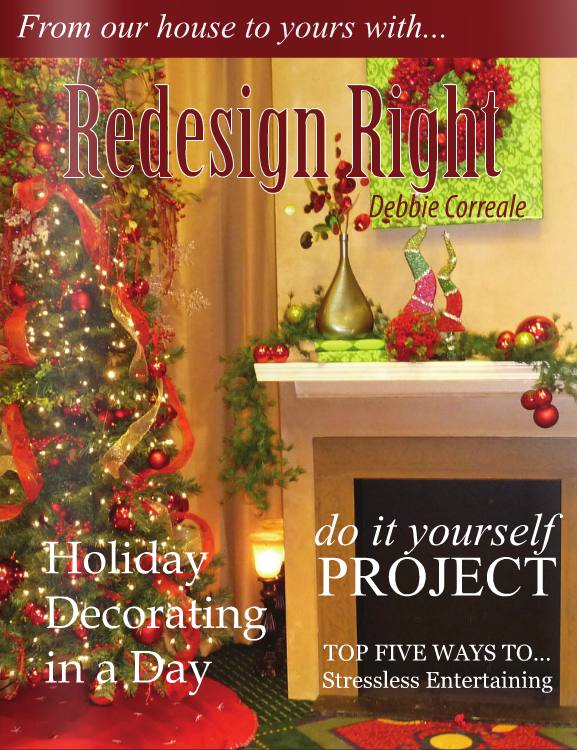 From our house to yours with...
Redesign Right
Debbie Correale
Holiday
Decorating
in a Day
do it yourself
PROJECT
TOP FIVE WAYS TO...
Stressless Entertaining